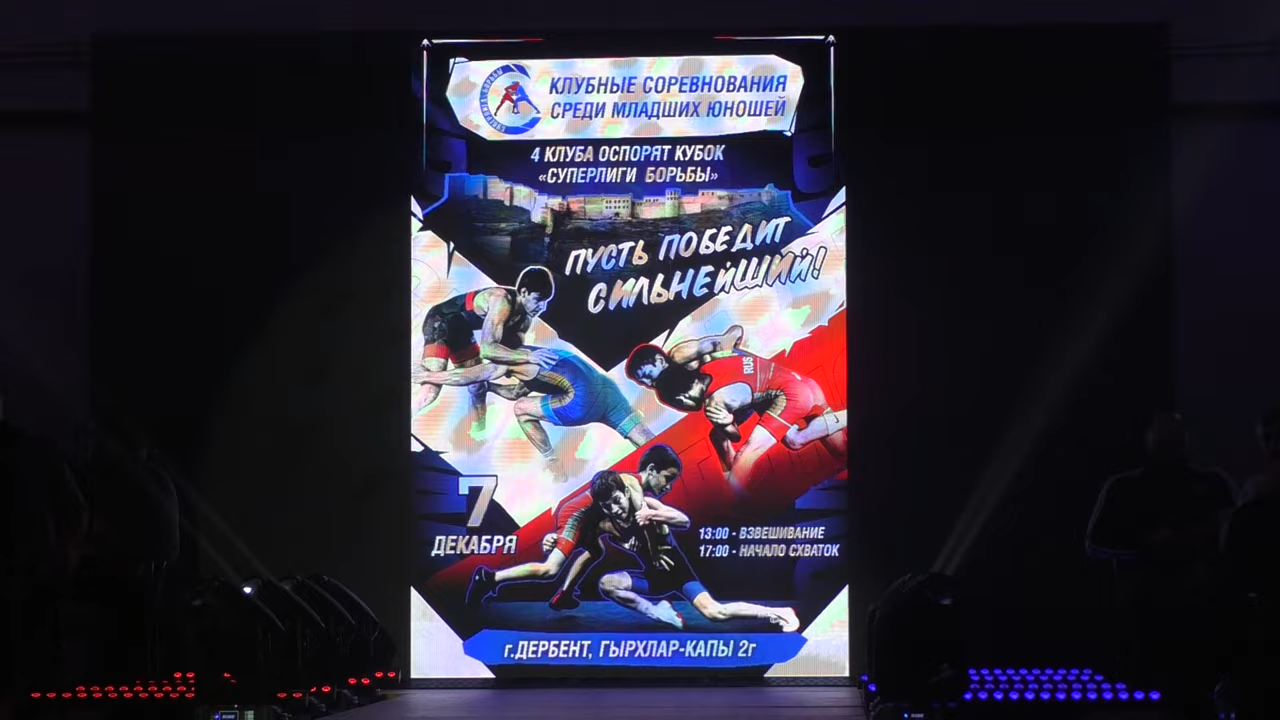 КЛУБНЫЕ СОРЕВНОВАНИЯ
СРЕДИ МЛАДШИХ ЮНОШЕЙ
4 КЛУБА ОСПОРЯТ КУБОК
«СУПЕРЛИГИ БОРЬБЫ»
ПУСТЬ ПОБЕДИТ
СИЛЬНЕЙШИЙ!
RUS
7
ДЕКАБРЯ
13:00 - ВЗВЕШИВАНИЕ
17:00 - НАЧАЛО СХВАТОК
г.ДЕРБЕНТ, ГЫРХЛАР-КАПЫ 2г